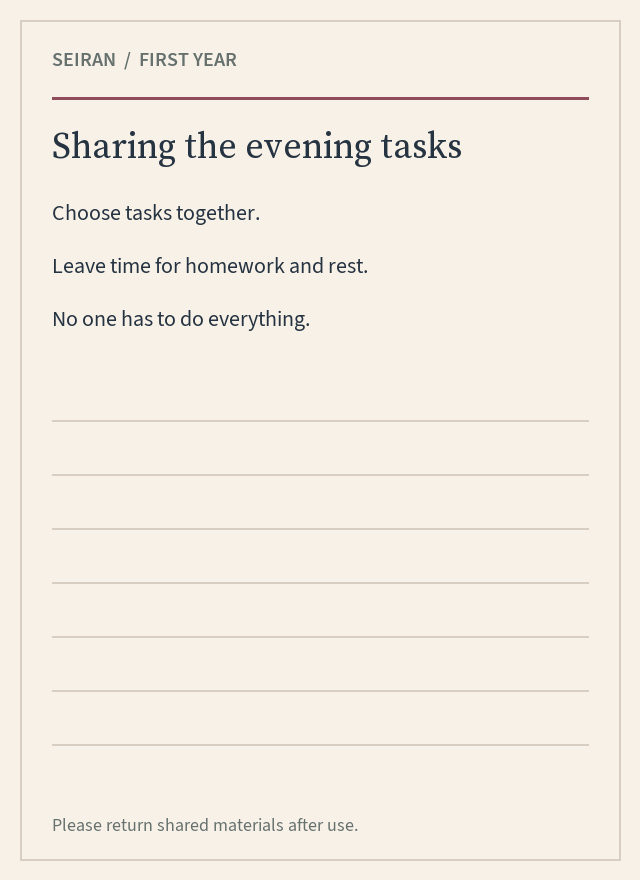 SEIRAN / FIRST YEAR
Sharing the evening tasks
Choose tasks together.
Leave time for homework and rest.
No one has to do everything.
Please return shared materials after use.